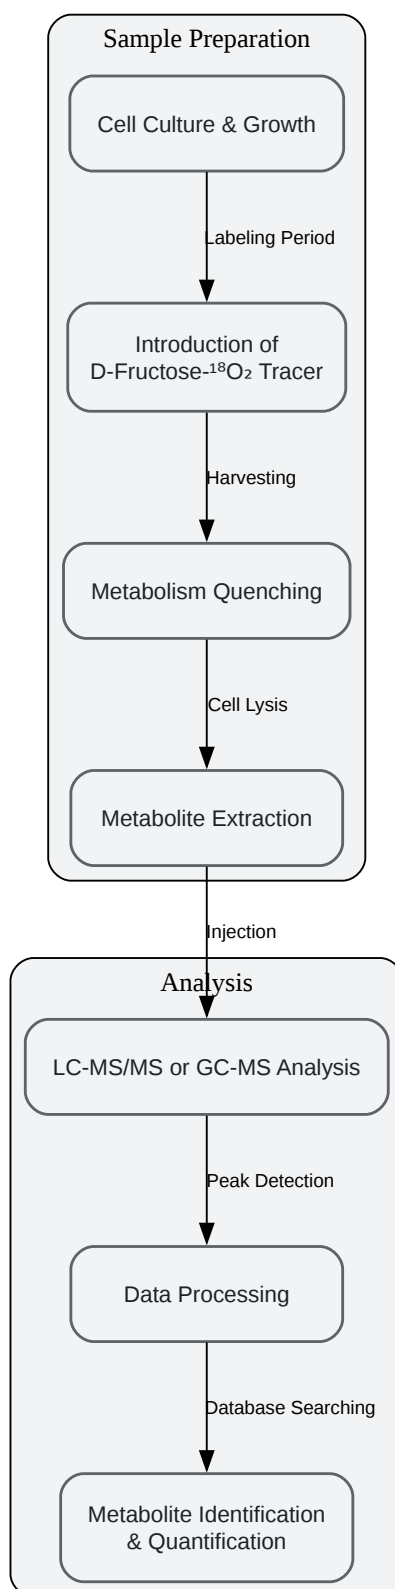 Sample Preparation
Cell Culture & Growth
Labeling Period
Introduction of
D-Fructose-¹⁸O₂ Tracer
Harvesting
Metabolism Quenching
Cell Lysis
Metabolite Extraction
Injection
Analysis
LC-MS/MS or GC-MS Analysis
Peak Detection
Data Processing
Database Searching
Metabolite Identification
& Quantification